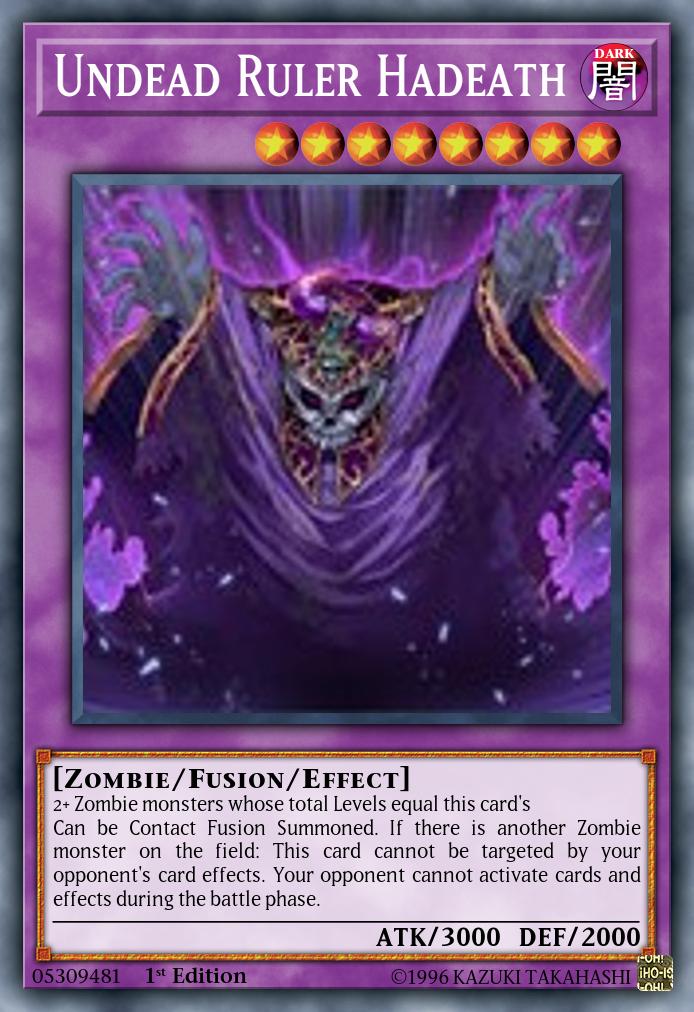 Undead Ruler Hadeath
DARK
闇
[Zombie/Fusion/Effect]
2+ Zombie monsters whose total Levels equal this card's
Can be Contact Fusion Summoned. If there is another Zombie
monster on the field: This card cannot be targeted by your
opponent's card effects. Your opponent cannot activate cards and
effects during the battle phase.
ATK/3000 DEF/2000
05309481 1st Edition ©1996 KAZUKI TAKAHASHI